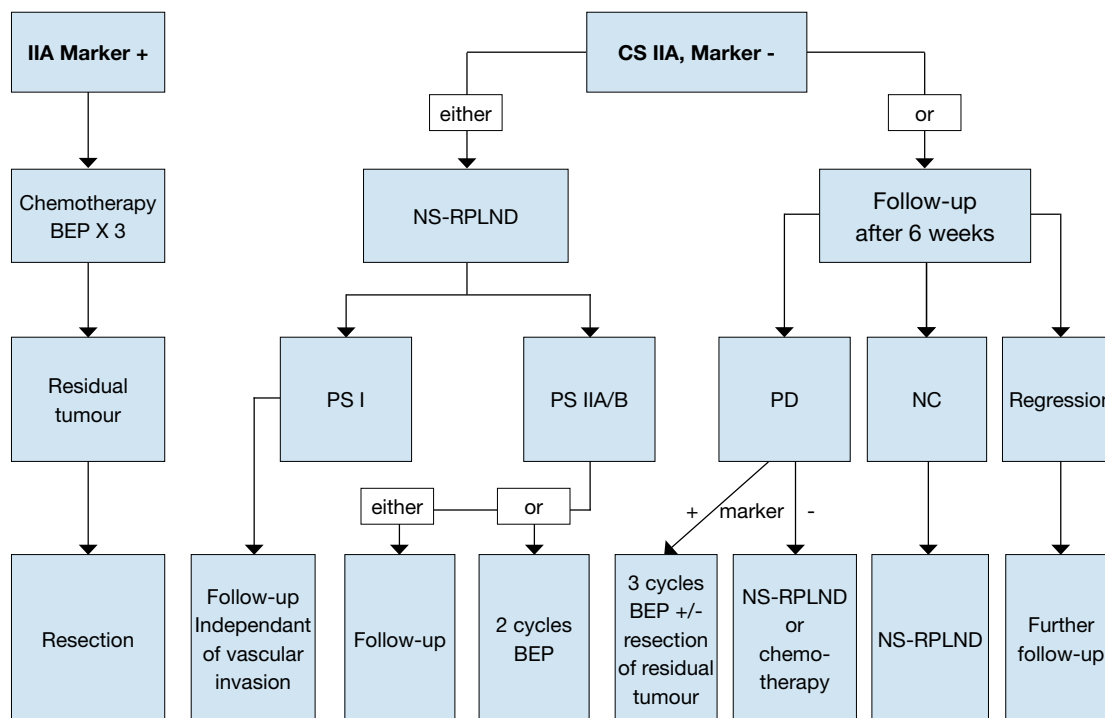 IIA Marker +
CS IIA, Marker -
either
or
Chemotherapy
BEP X 3
NS-RPLND
Follow-up
after 6 weeks
Residual
tumour
PS I
PS IIA/B
PD
NC
Regression
either
or
+ marker -
Resection
Follow-up
Independant
of vascular
invasion
Follow-up
2 cycles
BEP
3 cycles
BEP +/-
resection
of residual
tumour
NS-RPLND
or
chemo-
therapy
NS-RPLND
Further
follow-up